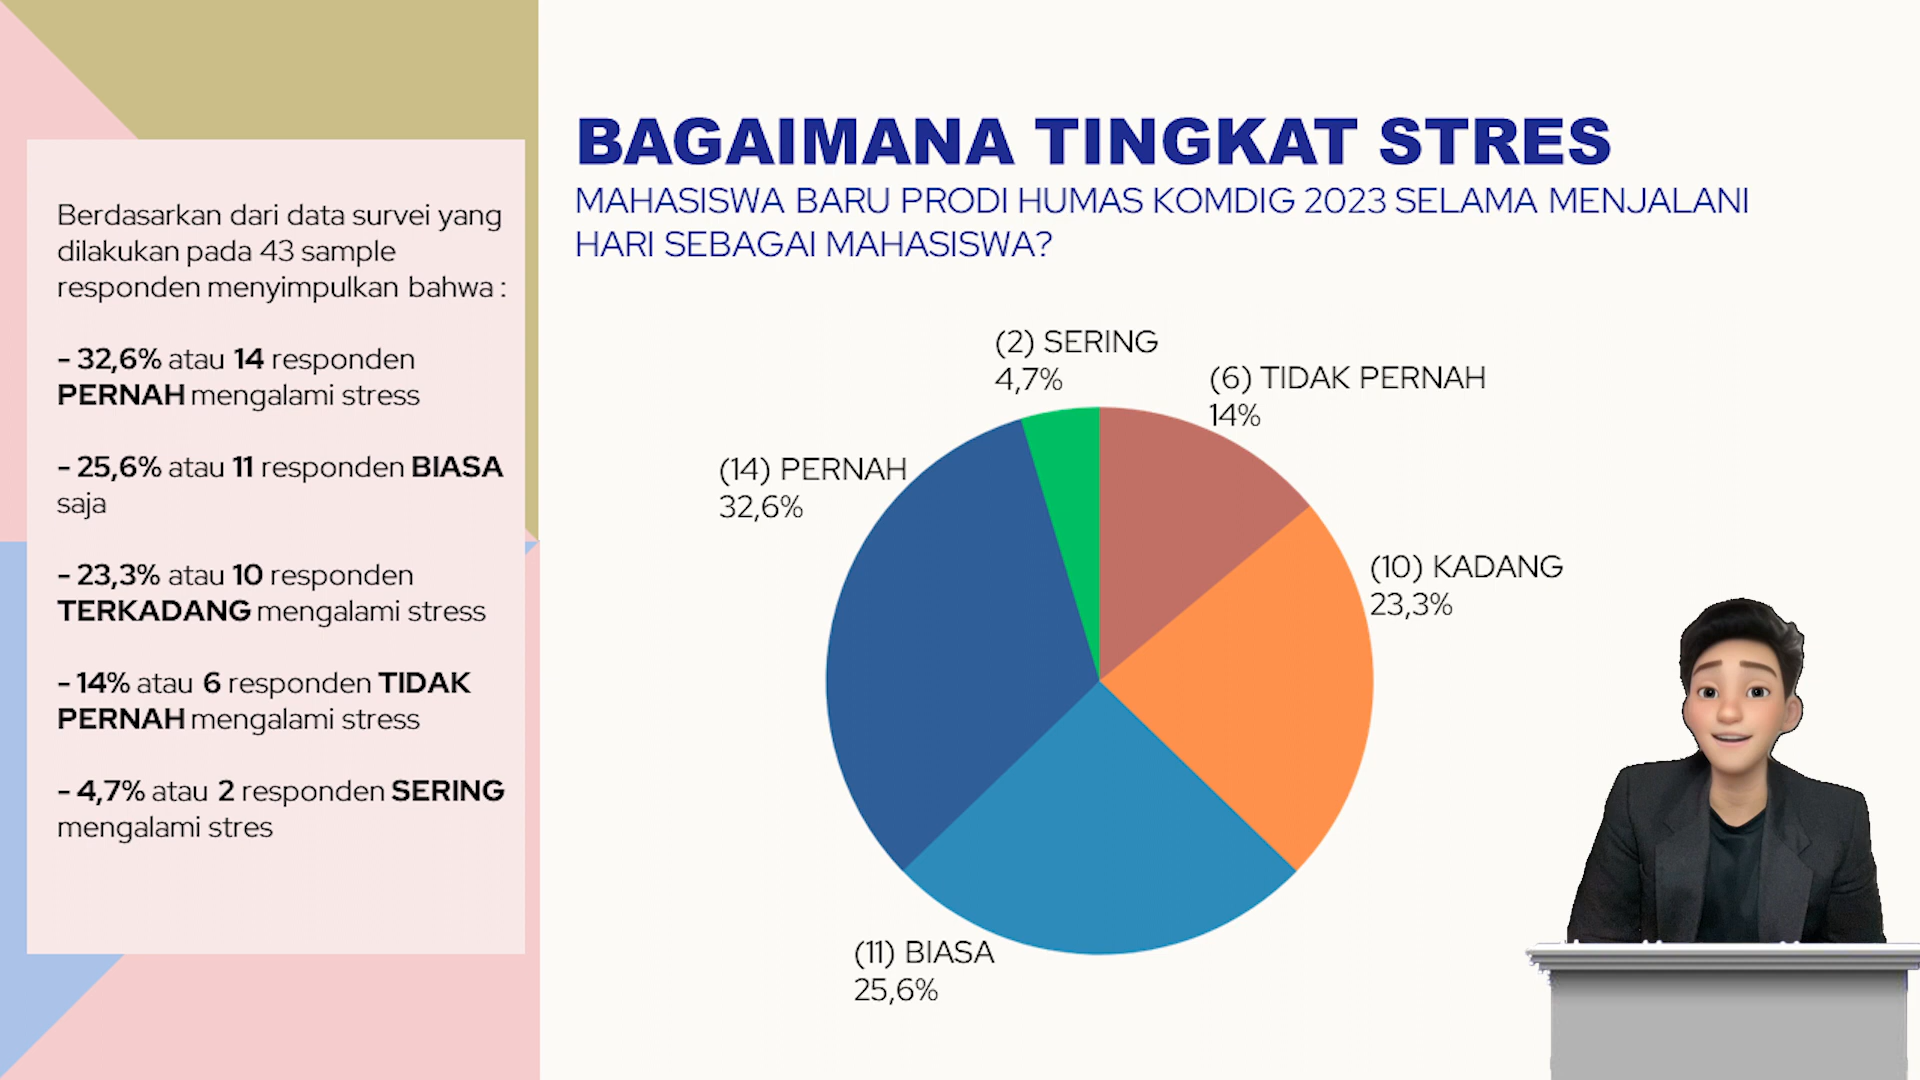 BAGAIMANA TINGKAT STRES
MAHASISWA BARU PRODI HUMAS KOMDIG 2023 SELAMA MENJALANI
HARI SEBAGAI MAHASISWA?
Berdasarkan dari data survei yang
dilakukan pada 43 sample
responden menyimpulkan bahwa :
- 32,6% atau 14 responden
PERNAH mengalami stress
- 25,6% atau 11 responden BIASA
saja
- 23,3% atau 10 responden
TERKADANG mengalami stress
- 14% atau 6 responden TIDAK
PERNAH mengalami stress
- 4,7% atau 2 responden SERING
mengalami stres
(2) SERING
4,7%
(6) TIDAK PERNAH
14%
(14) PERNAH
32,6%
(10) KADANG
23,3%
(11) BIASA
25,6%